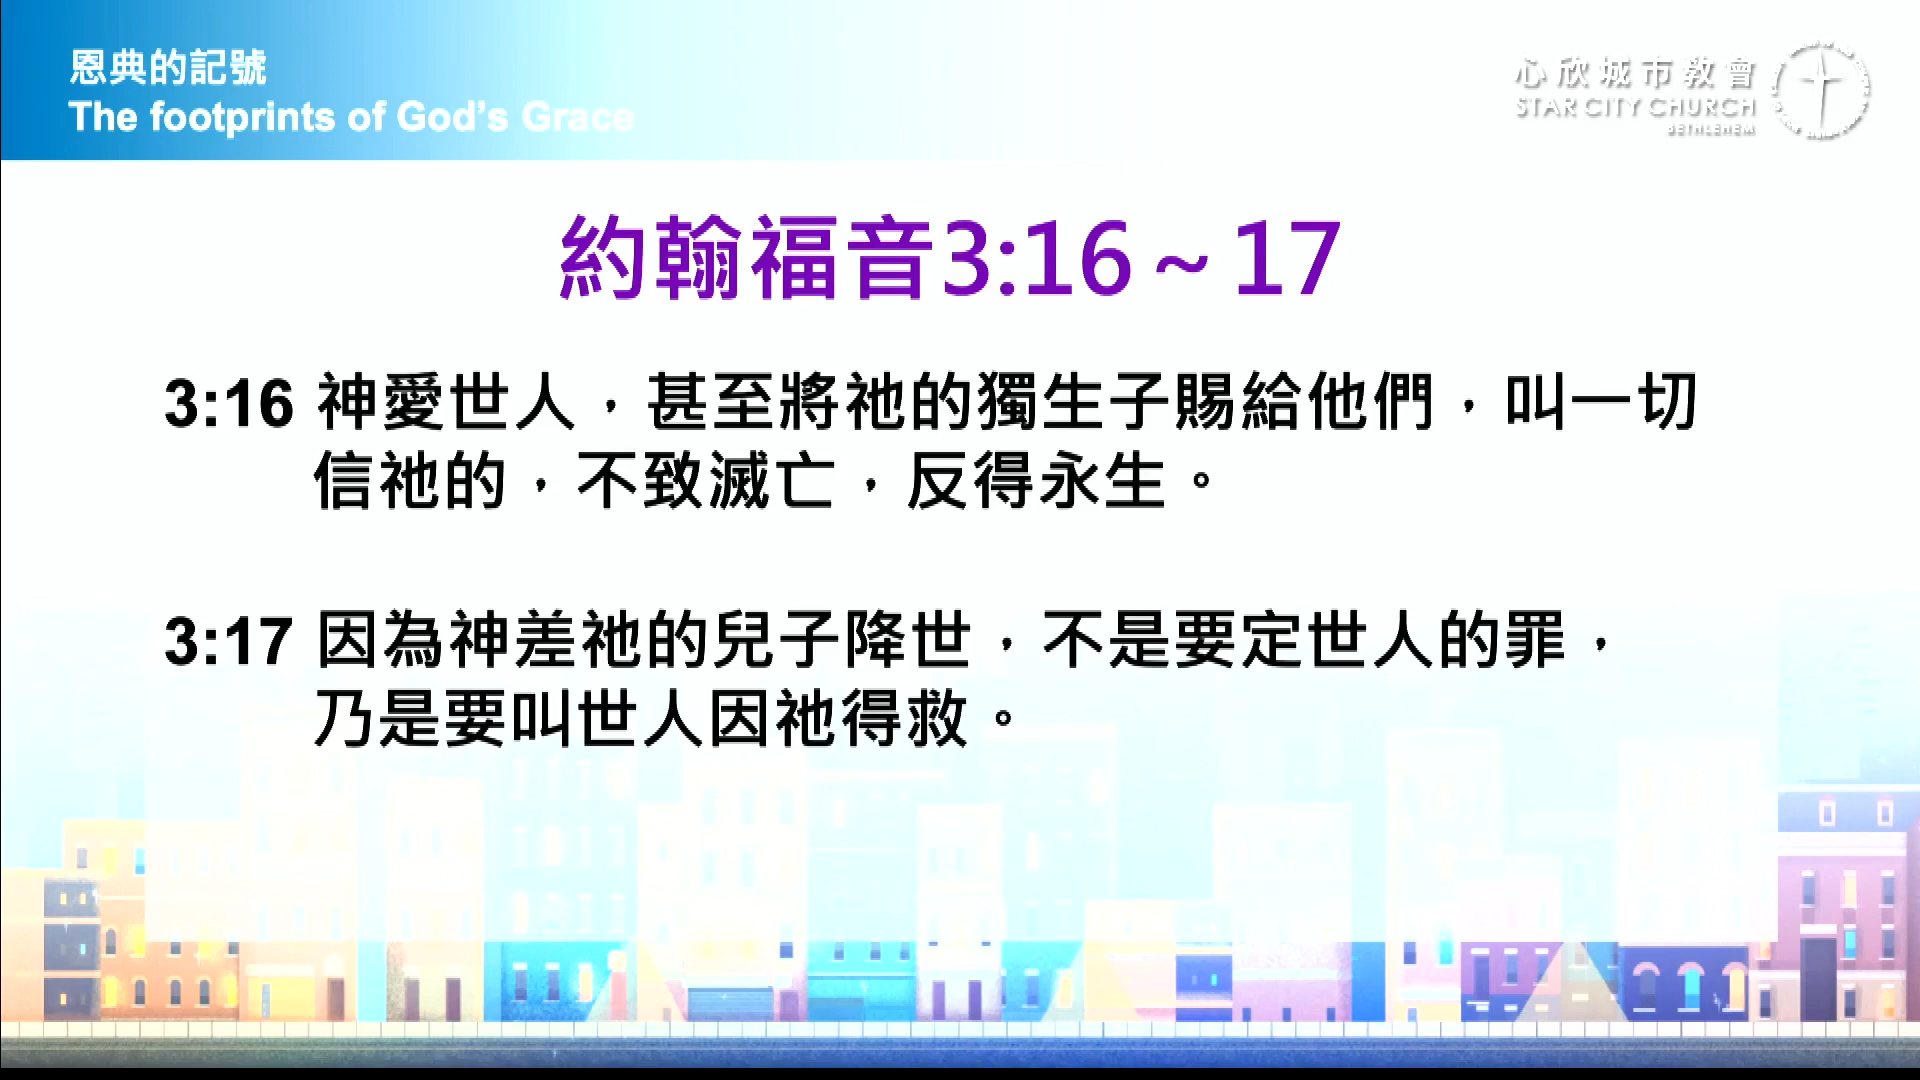 恩典的記號
The footprints of God's Grace
心欣城市教會
STAR CITY CHURCH
BETHLEHEM
約翰福音3:16～17
3:16 神愛世人，甚至將祂的獨生子賜給他們，叫一切
信祂的，不致滅亡，反得永生。
3:17 因為神差祂的兒子降世，不是要定世人的罪，
乃是要叫世人因祂得救。